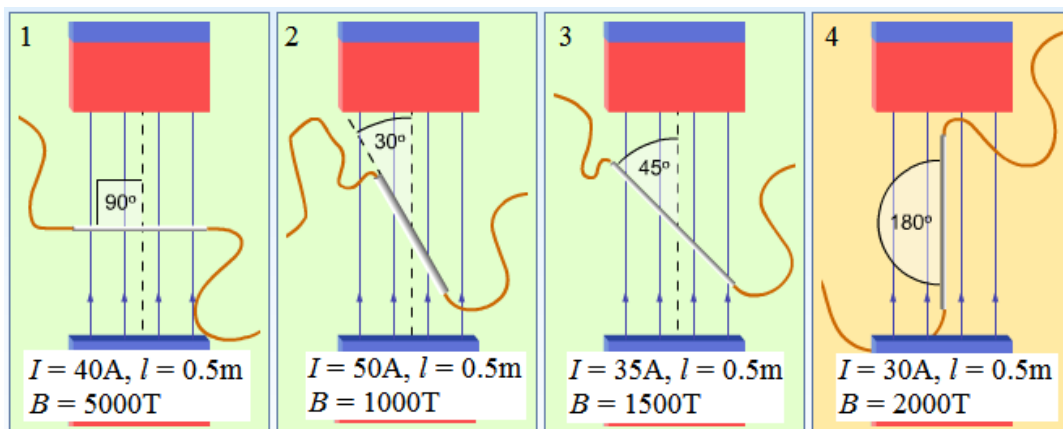 1
90º
I = 40A, l = 0.5m
B = 5000T
2
30º
I = 50A, l = 0.5m
B = 1000T
3
45º
I = 35A, l = 0.5m
B = 1500T
4
180º
I = 30A, l = 0.5m
B = 2000T